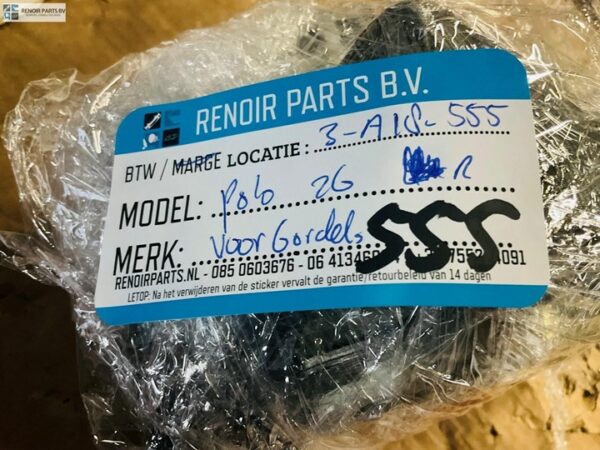 RENOIR PARTS BV
RENOIR PARTS B.V.
BTW / MARGE LOCATIE: 3-A18-555
MODEL: Polo 2G R
MERK: Voor Gordels 555
RENOIRPARTS.NL - 085 0603676 - 06 4134
LETOP: Na het verwijderen van de sticker vervalt de garantie/retourbeleid van 14 dagen